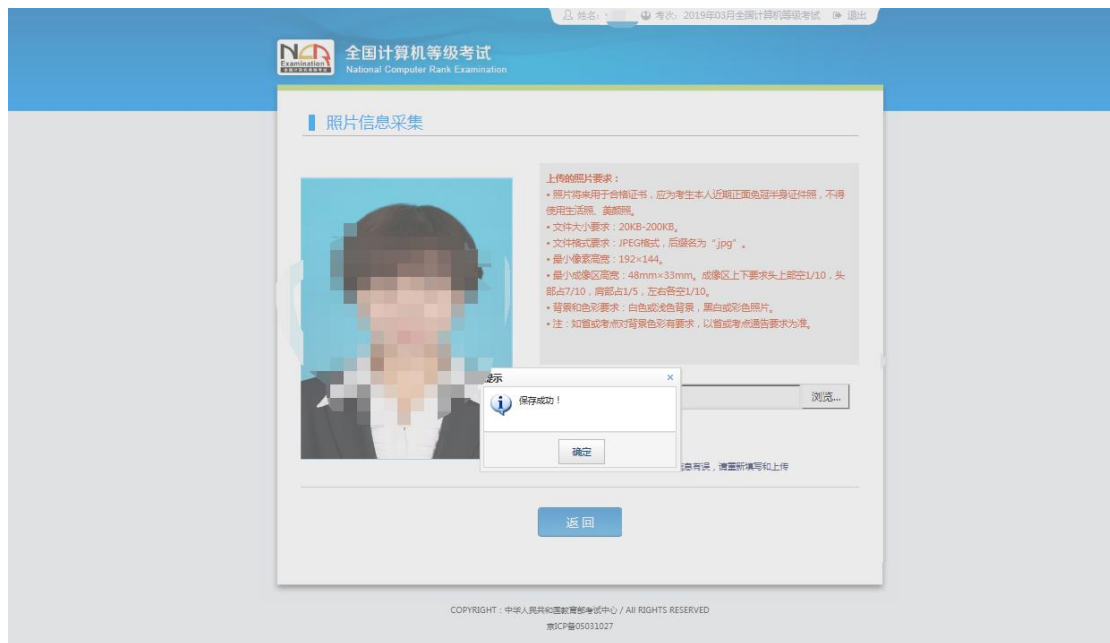 姓名:
考次: 2019年03月全国计算机等级考试
退出
NCR
Examination
全国计算机等级考试
National Computer Rank Examination
照片信息采集
上传的照片要求：
• 照片将来用于合格证书，应为考生本人近期正面免冠半身证件照，不得
使用生活照、美颜照。
• 文件大小要求：20KB-200KB。
• 文件格式要求：JPEG格式，后缀名为“jpg”。
• 最小像素高宽：192×144。
• 最小成像区高宽：48mm×33mm。成像区上下要求头上部空1/10，头
部占7/10，肩部占1/5，左右各空1/10。
• 背景和色彩要求：白色或浅色背景，黑白或彩色照片。
• 注：如省或考点对背景色彩有要求，以省或考点通告要求为准。
提示
×
保存成功！
确定
浏览...
息有误，请重新填写和上传
返回
COPYRIGHT：中华人民共和国教育部考试中心 / All RIGHTS RESERVED
京ICP备05031027